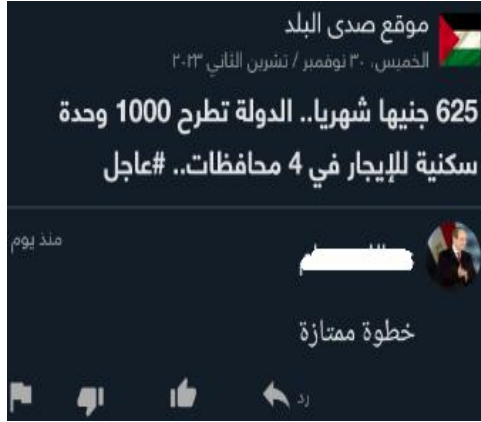 موقع صدى البلد
الخميس، ٣٠ نوفمبر / تشرين الثاني ٢٠٢٣
625 جنيها شهريا.. الدولة تطرح 1000 وحدة
سكنية للإيجار في 4 محافظات.. #عاجل
منذ يوم
خطوة ممتازة
رد